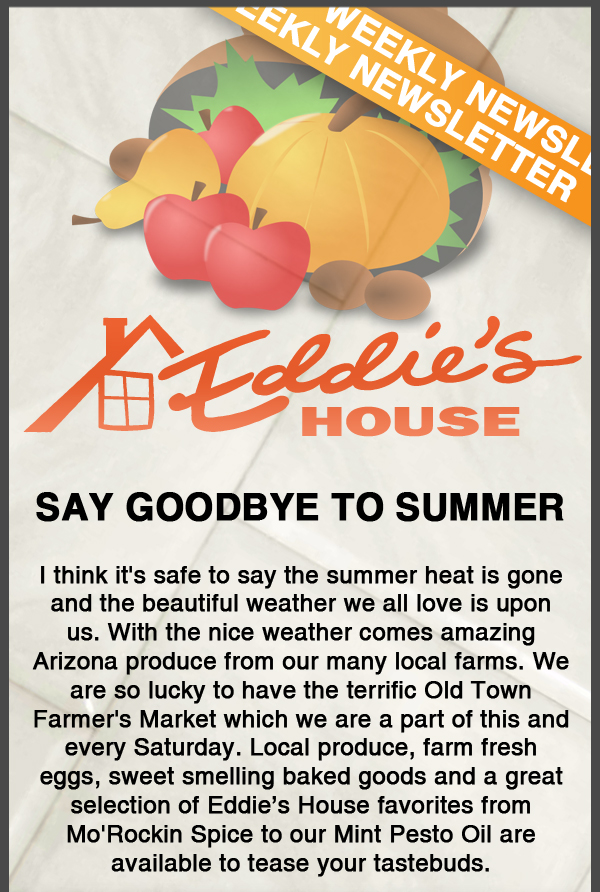 WEEKLY NEWSL
EEKLY NEWSLETTER
Eddie's
HOUSE
SAY GOODBYE TO SUMMER
I think it's safe to say the summer heat is gone
and the beautiful weather we all love is upon
us. With the nice weather comes amazing
Arizona produce from our many local farms. We
are so lucky to have the terrific Old Town
Farmer's Market which we are a part of this and
every Saturday. Local produce, farm fresh
eggs, sweet smelling baked goods and a great
selection of Eddie’s House favorites from
Mo'Rockin Spice to our Mint Pesto Oil are
available to tease your tastebuds.